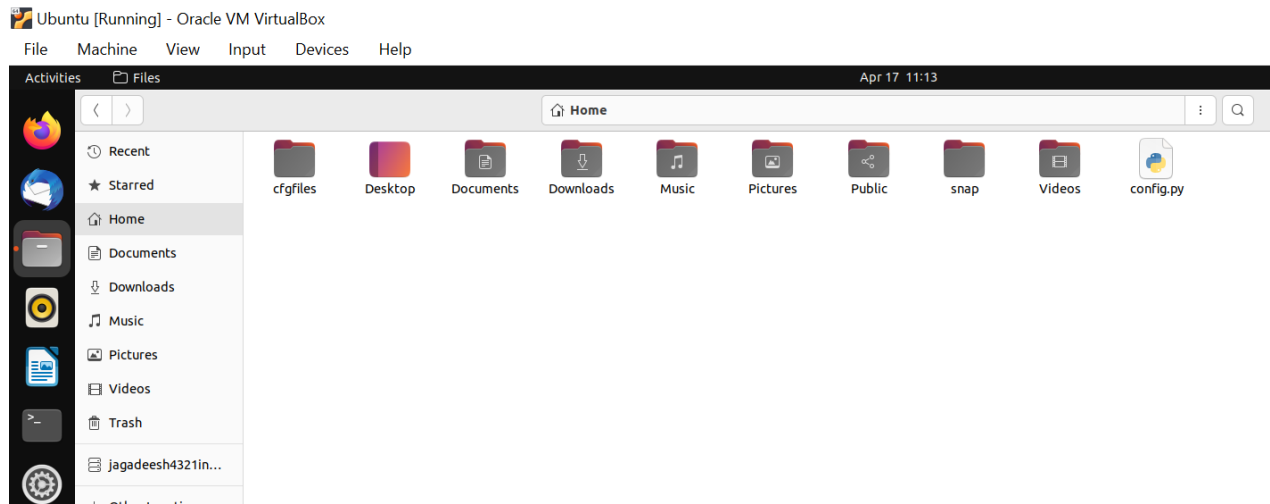 Ubuntu [Running] - Oracle VM VirtualBox
File Machine View Input Devices Help
Activities Files Apr 17 11:13
Home
Recent
Starred
Home
Documents
Downloads
Music
Pictures
Videos
Trash
jagadeesh4321in...
cfgfiles Desktop Documents Downloads Music Pictures Public snap Videos config.py